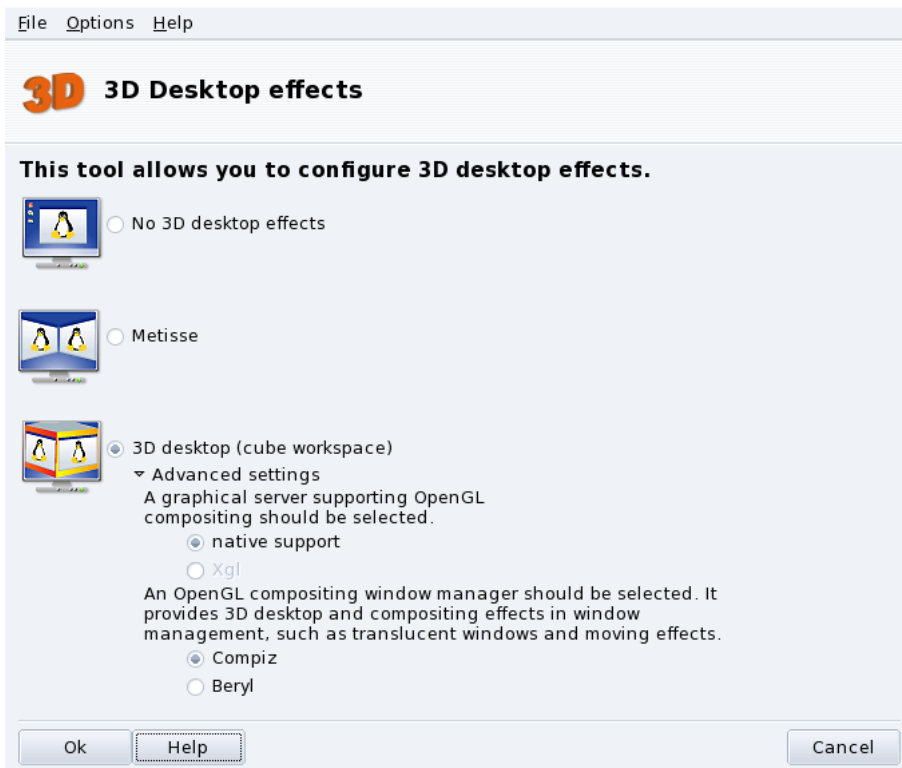 File Options Help
3D 3D Desktop effects
This tool allows you to configure 3D desktop effects.
No 3D desktop effects
Metisse
3D desktop (cube workspace)
Advanced settings
A graphical server supporting OpenGL
compositing should be selected.
native support
Xgl
An OpenGL compositing window manager should be selected. It
provides 3D desktop and compositing effects in window
management, such as translucent windows and moving effects.
Compiz
Beryl
Ok Help Cancel